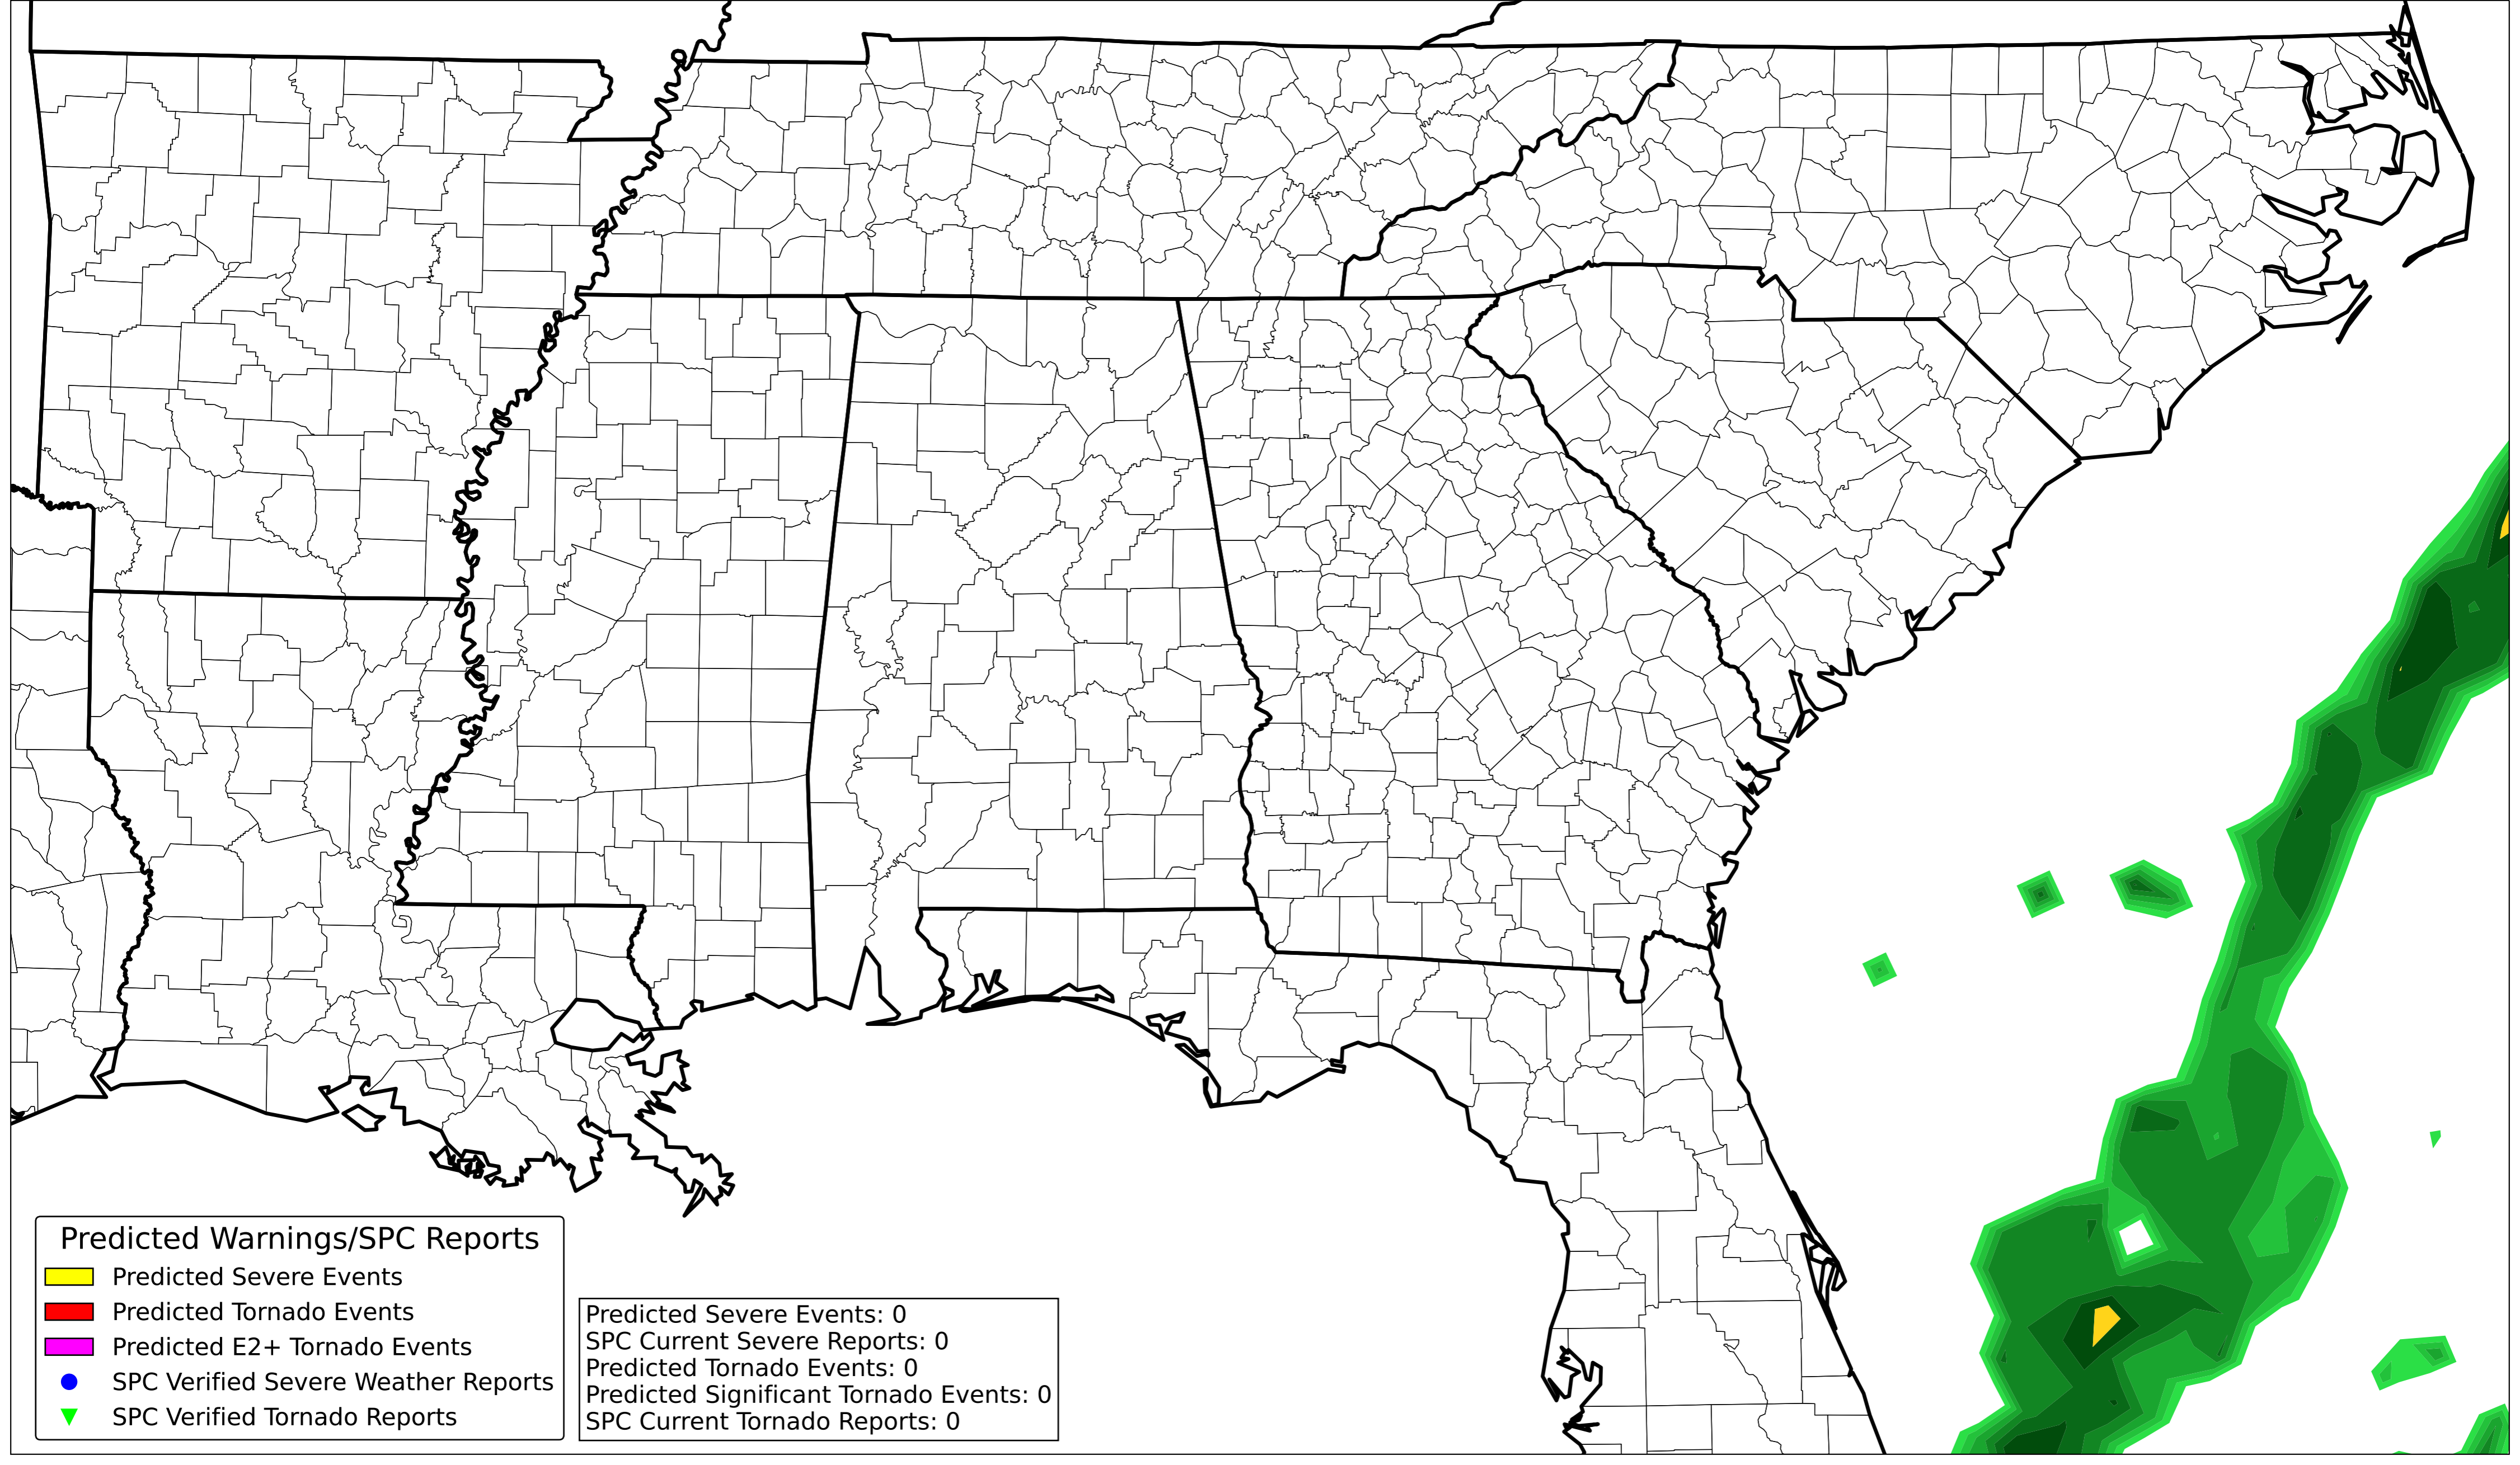 Predicted Warnings/SPC Reports
Predicted Severe Events
Predicted Tornado Events
Predicted E2+ Tornado Events
SPC Verified Severe Weather Reports
SPC Verified Tornado Reports
Predicted Severe Events: 0
SPC Current Severe Reports: 0
Predicted Tornado Events: 0
Predicted Significant Tornado Events: 0
SPC Current Tornado Reports: 0